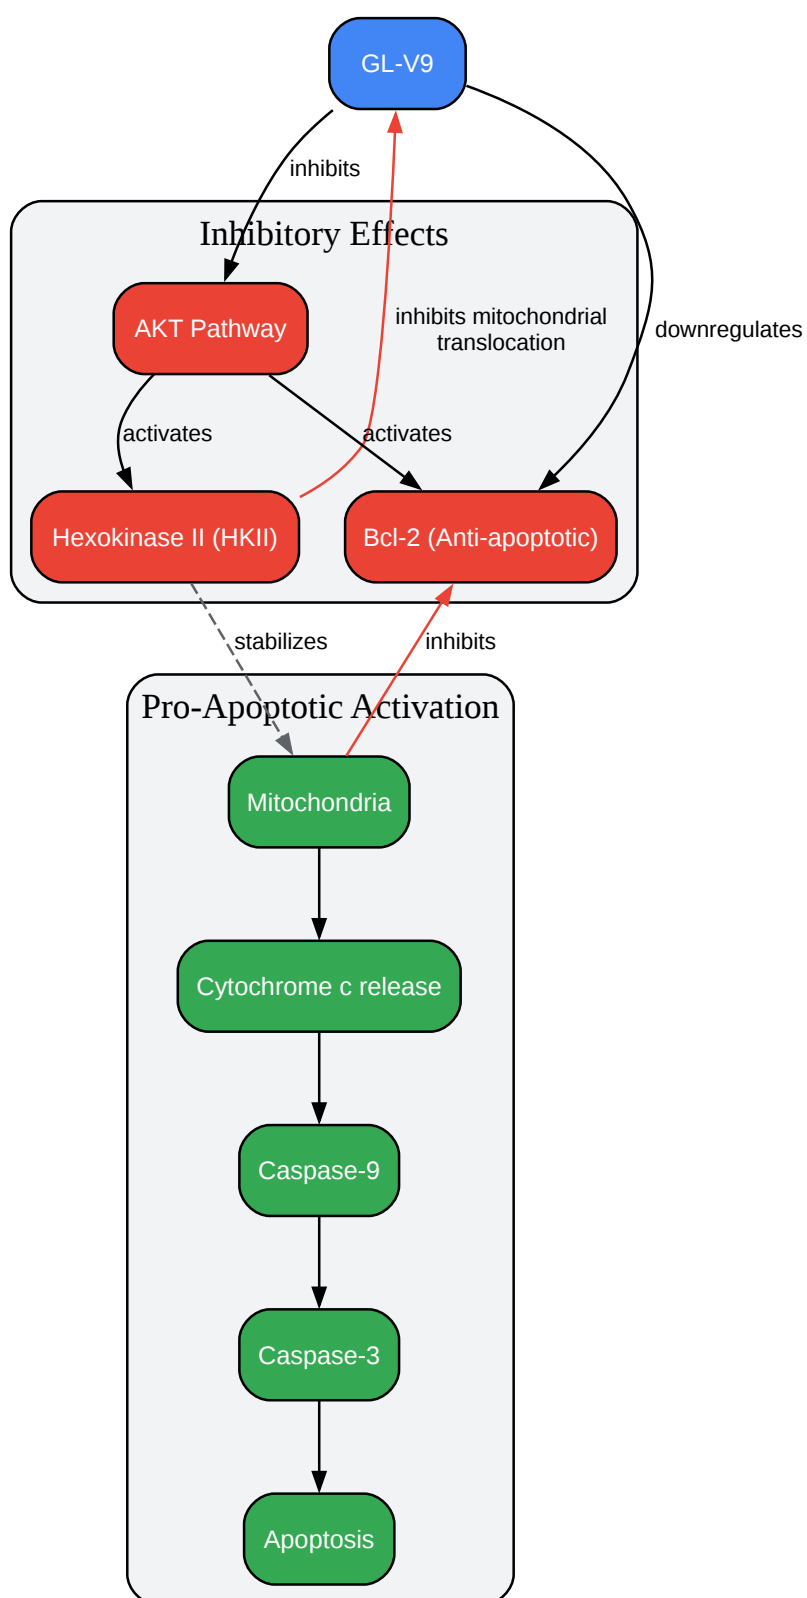 GL-V9
inhibits
Inhibitory Effects
AKT Pathway
inhibits mitochondrial
translocation
downregulates
activates
activates
Hexokinase II (HKII)
Bcl-2 (Anti-apoptotic)
stabilizes
inhibits
Pro-Apoptotic Activation
Mitochondria
Cytochrome c release
Caspase-9
Caspase-3
Apoptosis